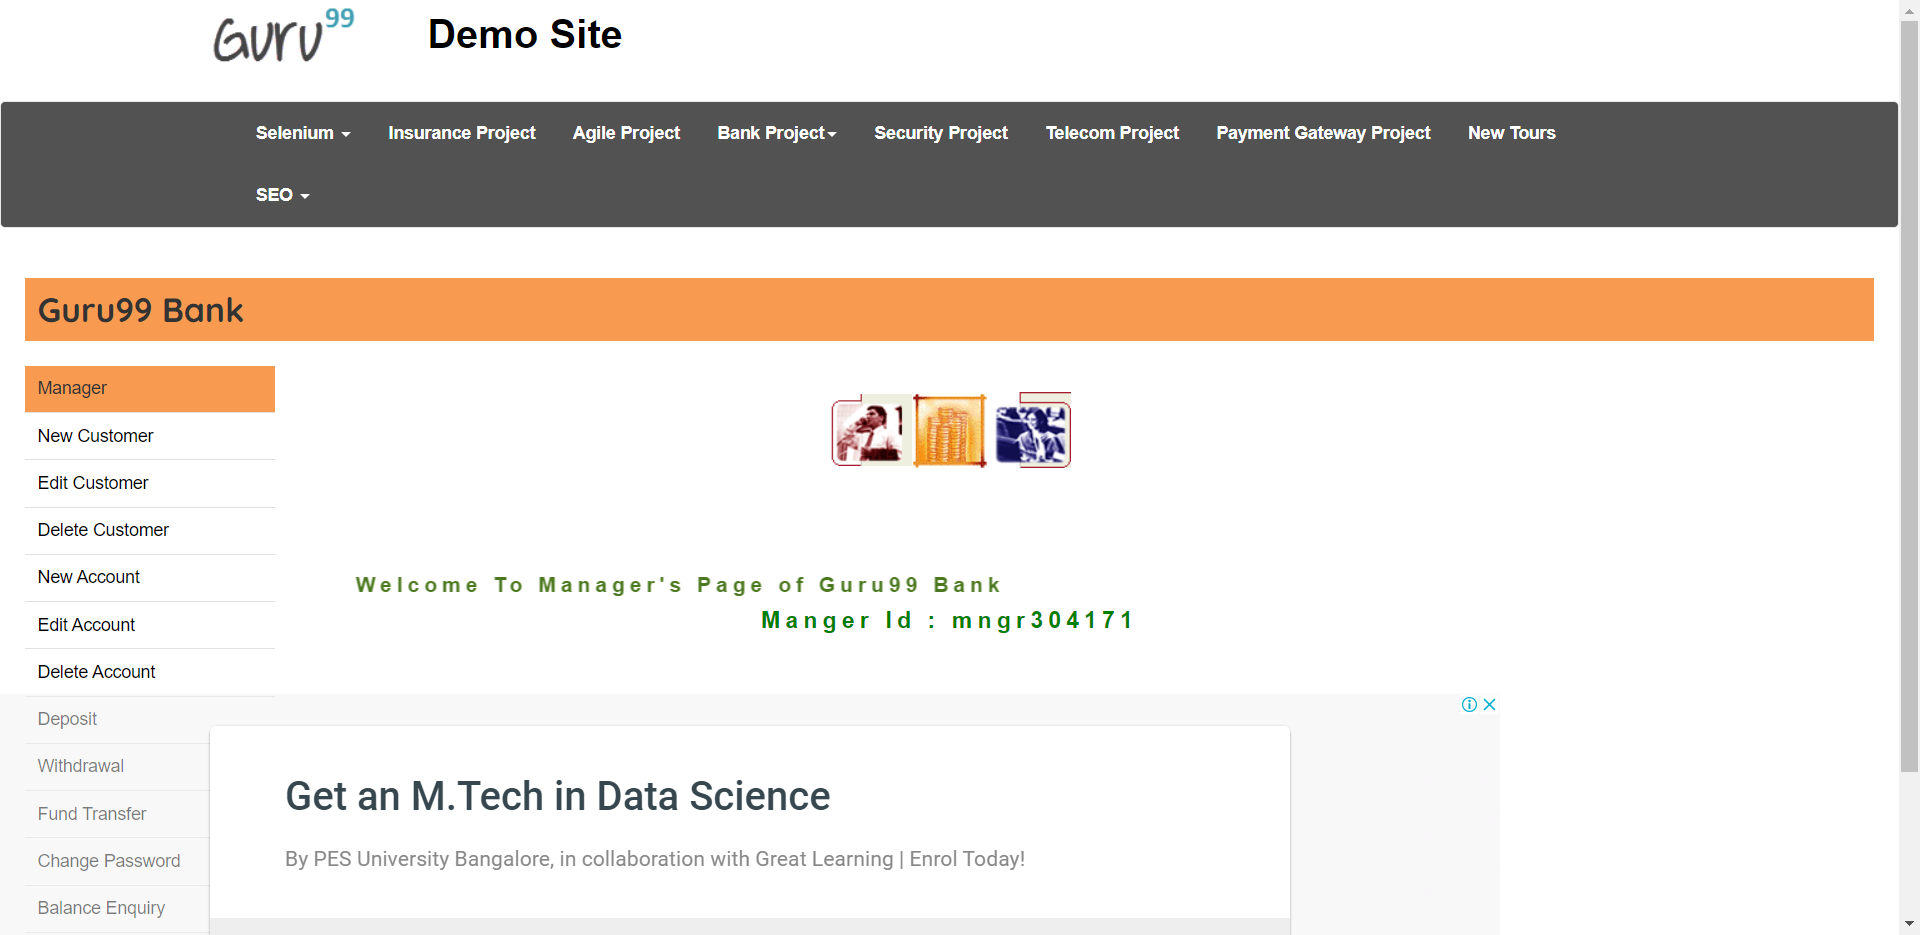 Guru99 Demo Site
Selenium Insurance Project Agile Project Bank Project Security Project Telecom Project Payment Gateway Project New Tours
SEO
Guru99 Bank
Manager
New Customer
Edit Customer
Delete Customer
New Account
Edit Account
Delete Account
Deposit
Withdrawal
Fund Transfer
Change Password
Balance Enquiry
Welcome To Manager's Page of Guru99 Bank
Manger Id : mngr304171
Get an M.Tech in Data Science
By PES University Bangalore, in collaboration with Great Learning | Enrol Today!